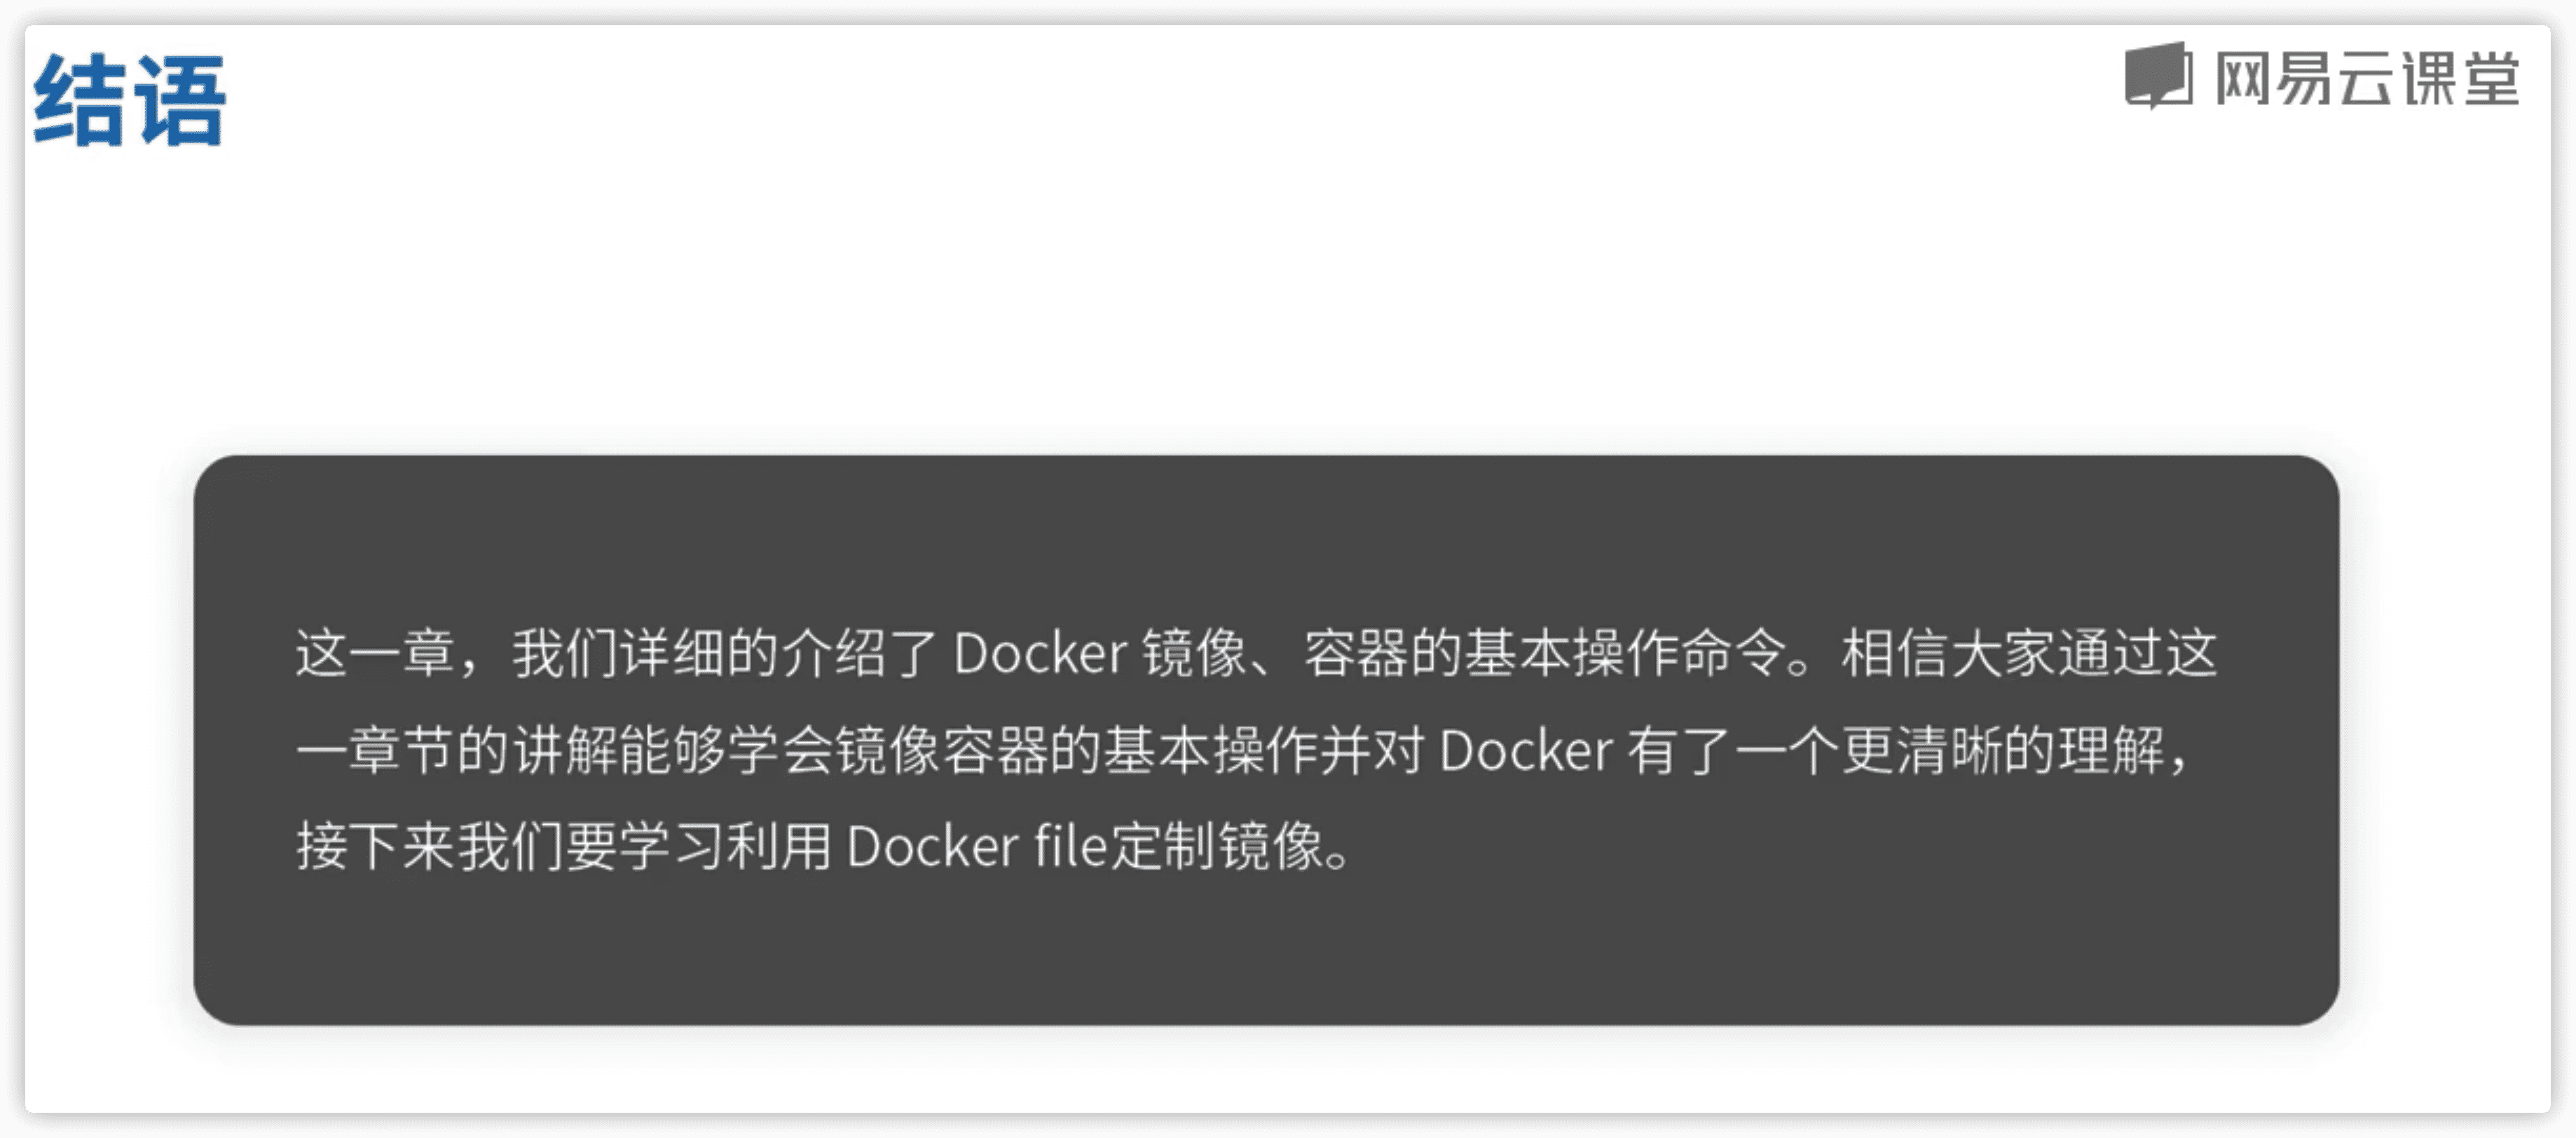 结语
网易云课堂
这一章，我们详细的介绍了 Docker 镜像、容器的基本操作命令。相信大家通过这
一章节的讲解能够学会镜像容器的基本操作并对 Docker 有了一个更清晰的理解，
接下来我们要学习利用 Docker file定制镜像。